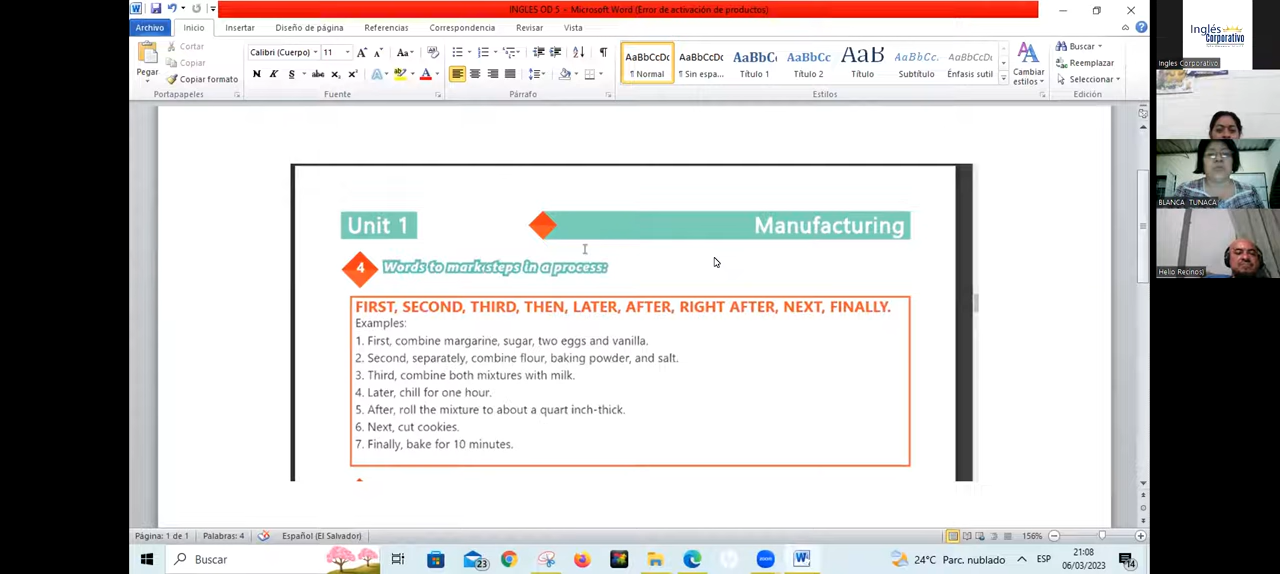 INGLES OD 5 - Microsoft Word (Error de activación de productos)
Archivo Inicio Insertar Diseño de página Referencias Correspondencia Revisar Vista
Pegar
Cortar
Copiar
Copiar formato
Portapapeles
Calibri (Cuerpo) 11
Fuente
Párrafo
AaBbCcDc AaBbCcDc AaBbCc AaBbCc AaB AaBbCc. AaBbCcDc
¶ Normal ¶ Sin espa... Título 1 Título 2 Título Subtítulo Énfasis sutil
Estilos
Cambiar estilos
Buscar
Reemplazar
Seleccionar
Edición
Inglés
Corporativo
Ingles Corporativo
BLANCA TUNACA
Helio Recinos
Unit 1 Manufacturing
4 Words to mark steps in a process:
FIRST, SECOND, THIRD, THEN, LATER, AFTER, RIGHT AFTER, NEXT, FINALLY.
Examples:
1. First, combine margarine, sugar, two eggs and vanilla.
2. Second, separately, combine flour, baking powder, and salt.
3. Third, combine both mixtures with milk.
4. Later, chill for one hour.
5. After, roll the mixture to about a quart inch-thick.
6. Next, cut cookies.
7. Finally, bake for 10 minutes.
Página: 1 de 1 Palabras: 4 Español (El Salvador) 156%
Buscar 23 24°C Parc. nublado ESP 21:08
06/03/2023 14